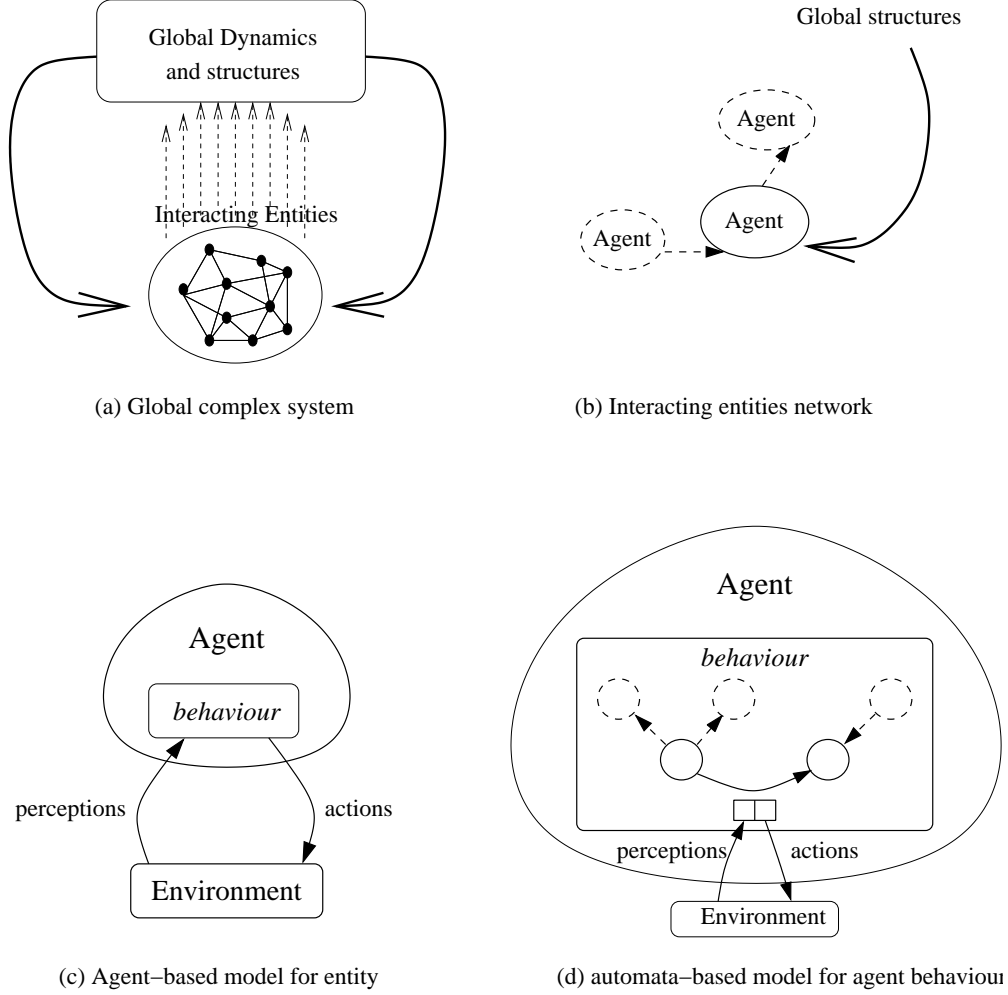 Global Dynamics
and structures
Interacting Entities
(a) Global complex system
Global structures
Agent
Agent
Agent
(b) Interacting entities network
Agent
behaviour
perceptions
actions
Environment
(c) Agent−based model for entity
Agent
behaviour
perceptions
actions
Environment
(d) automata−based model for agent behaviour